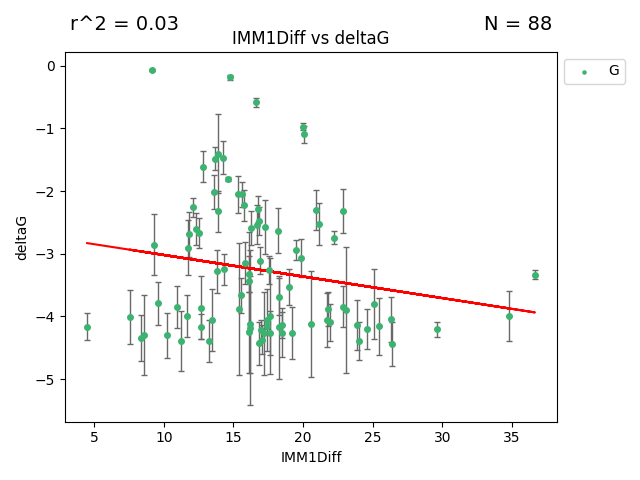 r^2 = 0.03
N = 88
IMM1Diff vs deltaG
G
0
−1
−2
−3
−4
−5
deltaG
5 10 15 20 25 30 35
IMM1Diff